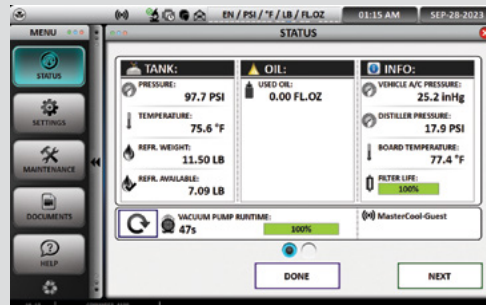 EN / PSI / °F / LB / FL.OZ
01:15 AM
SEP-28-2023
MENU
STATUS
STATUS
SETTINGS
MAINTENANCE
DOCUMENTS
HELP
TANK:
PRESSURE:
97.7 PSI
TEMPERATURE:
75.6 °F
REFR. WEIGHT:
11.50 LB
REFR. AVAILABLE:
7.09 LB
OIL:
USED OIL:
0.00 FL.OZ
INFO:
VEHICLE A/C PRESSURE:
25.2 inHg
DISTILLER PRESSURE:
17.9 PSI
BOARD TEMPERATURE:
77.4 °F
FILTER LIFE:
100%
VACUUM PUMP RUNTIME:
47s
100%
MasterCool-Guest
DONE
NEXT